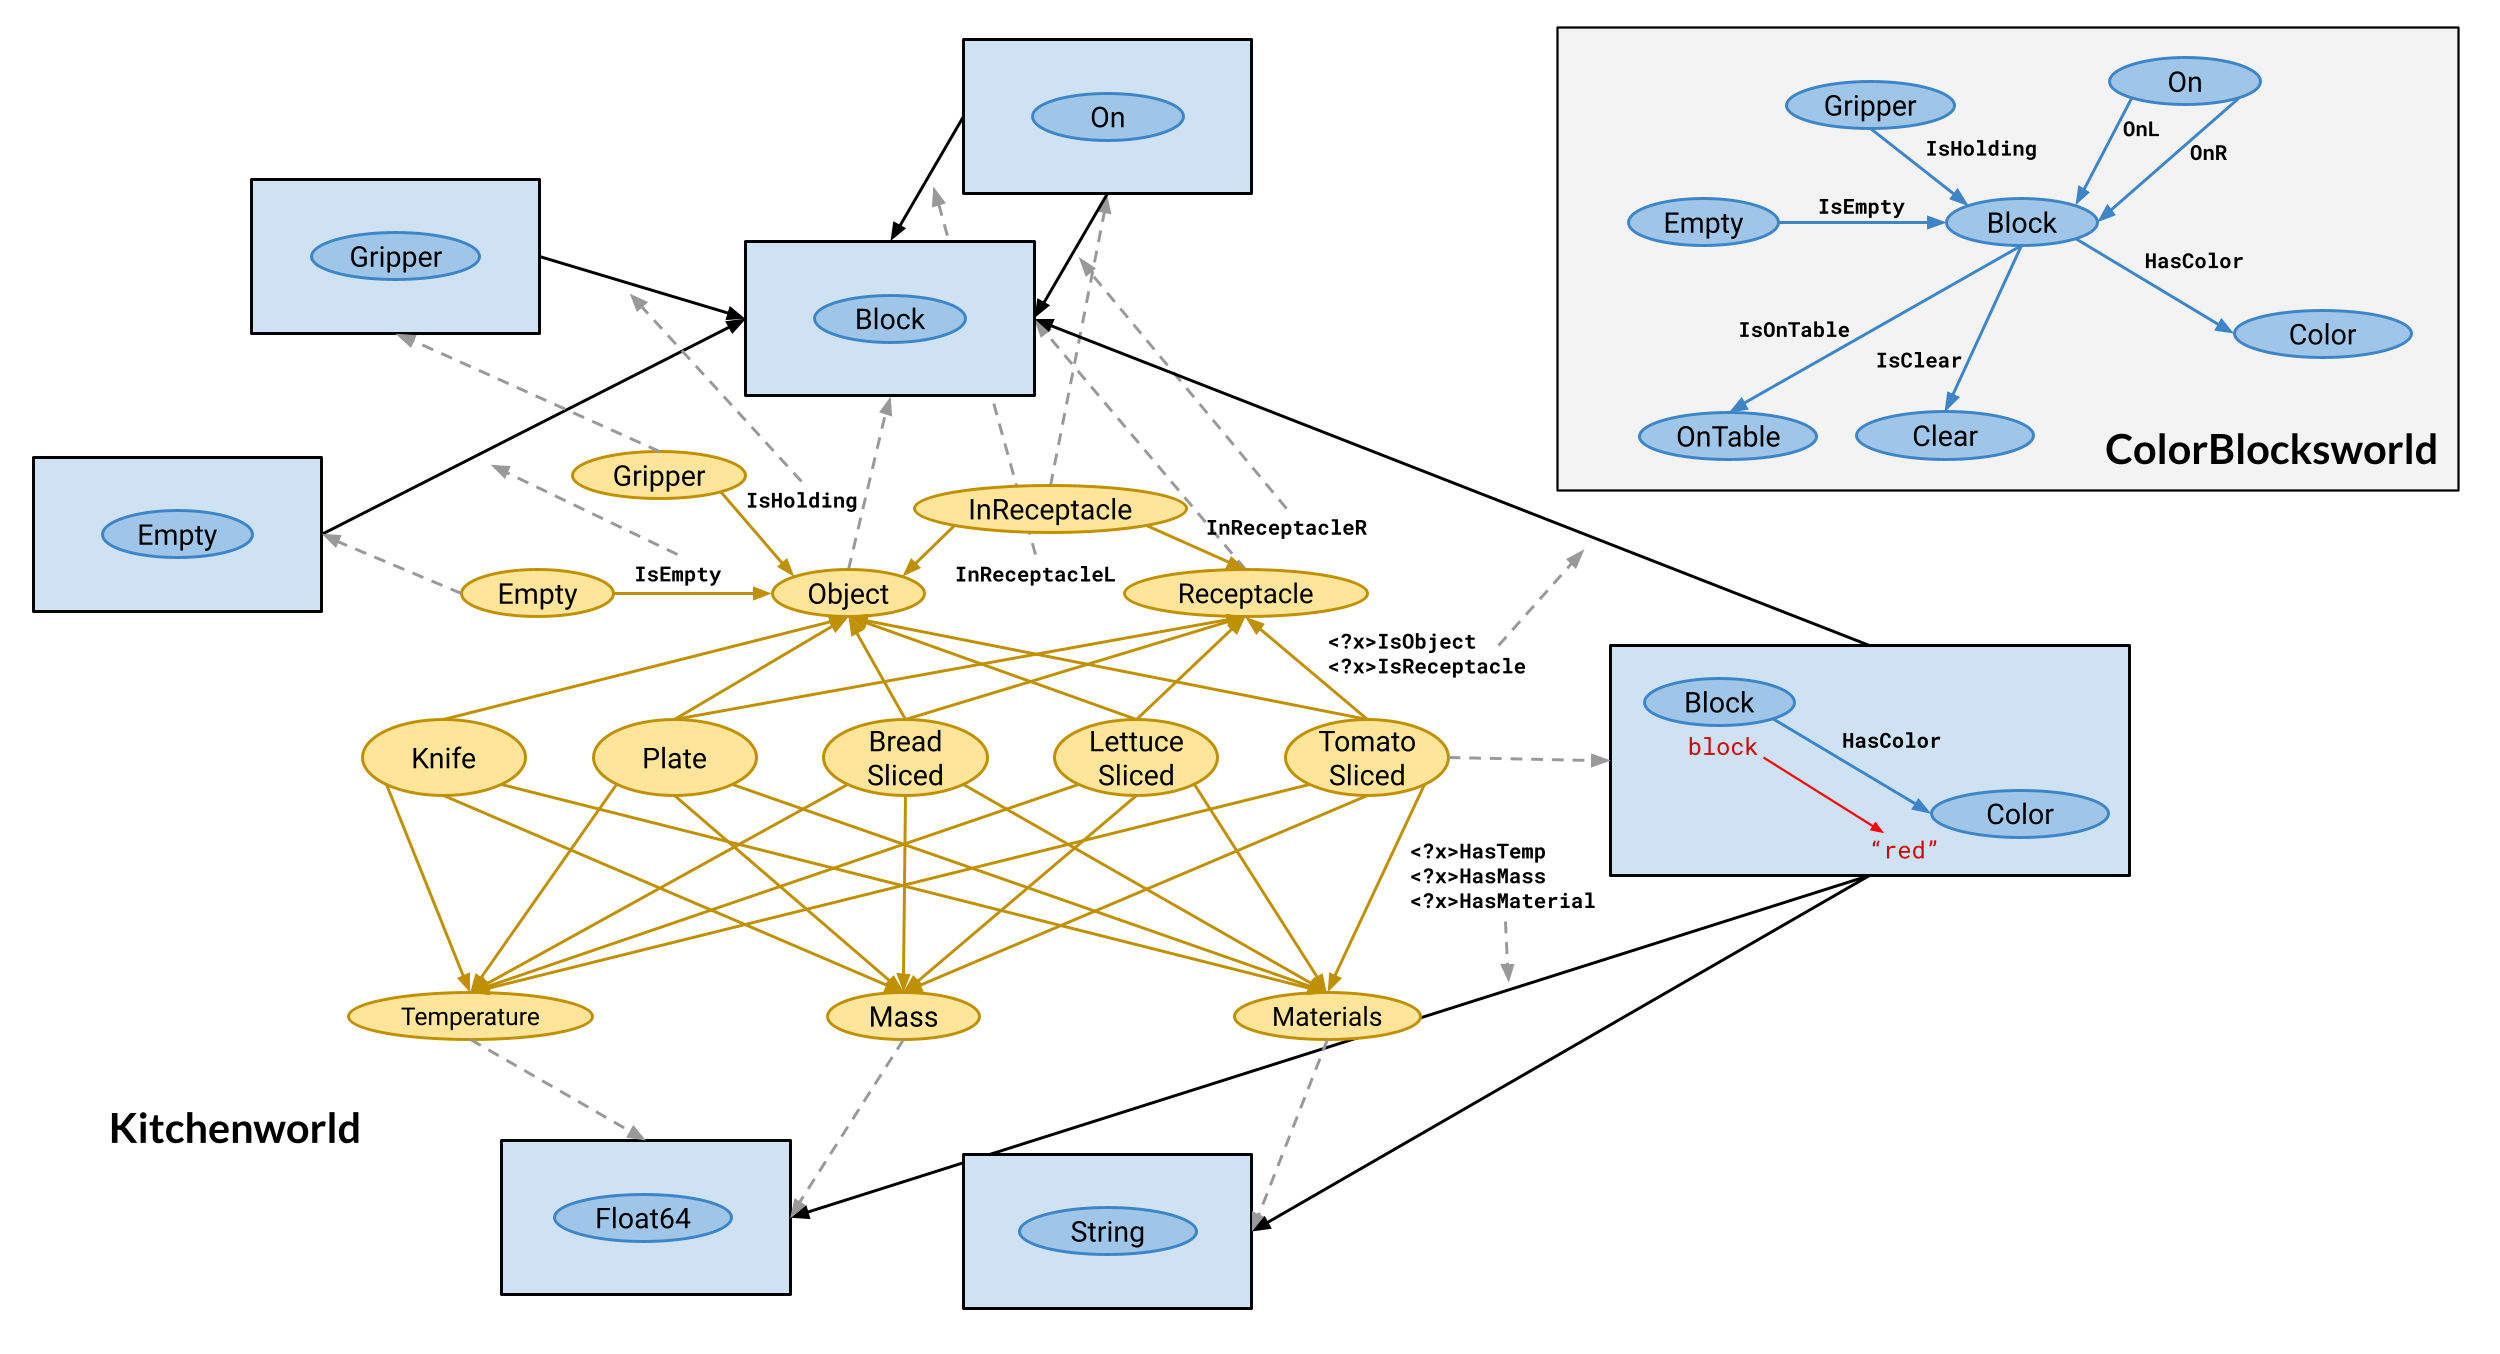 On
Gripper
Block
Empty
Gripper
IsHolding
InReceptacle
InReceptacleR
Empty
IsEmpty
Object
InReceptacleL
Receptacle
<?x>IsObject
<?x>IsReceptacle
Knife
Plate
Bread
Sliced
Lettuce
Sliced
Tomato
Sliced
Block
HasColor
block
Color
“red”
<?x>HasTemp
<?x>HasMass
<?x>HasMaterial
Temperature
Mass
Materials
Kitchenworld
Float64
String
Gripper
On
OnL
OnR
IsHolding
Empty
IsEmpty
Block
HasColor
IsOnTable
Color
IsClear
OnTable
Clear
ColorBlocksworld